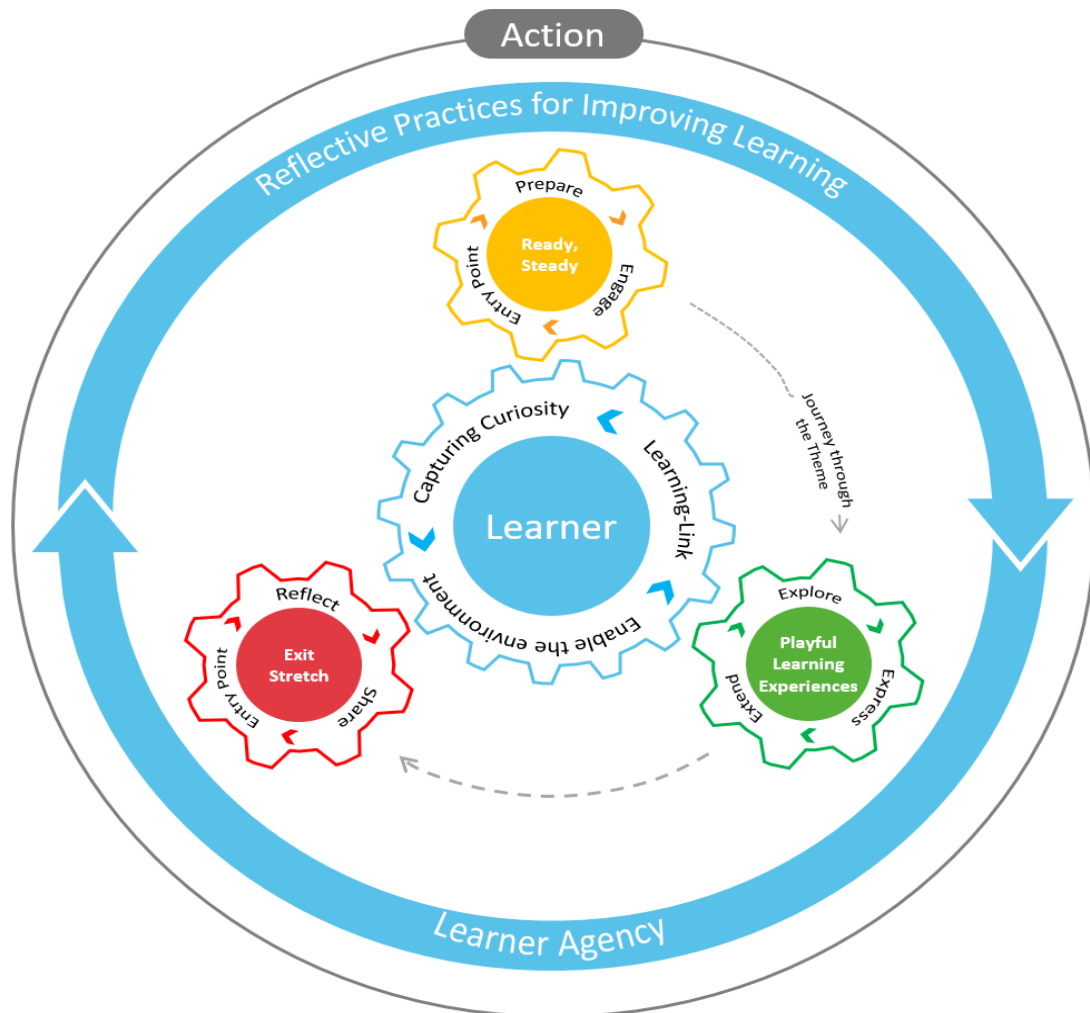 Action
Reflective Practices for Improving Learning
Prepare
Engage
Entry Point
Ready,
Steady
Journey through
the Theme
Capturing Curiosity
Learning-Link
Enable the environment
Learner
Explore
Express
Extend
Playful
Learning
Experiences
Reflect
Share
Entry Point
Exit
Stretch
Learner Agency